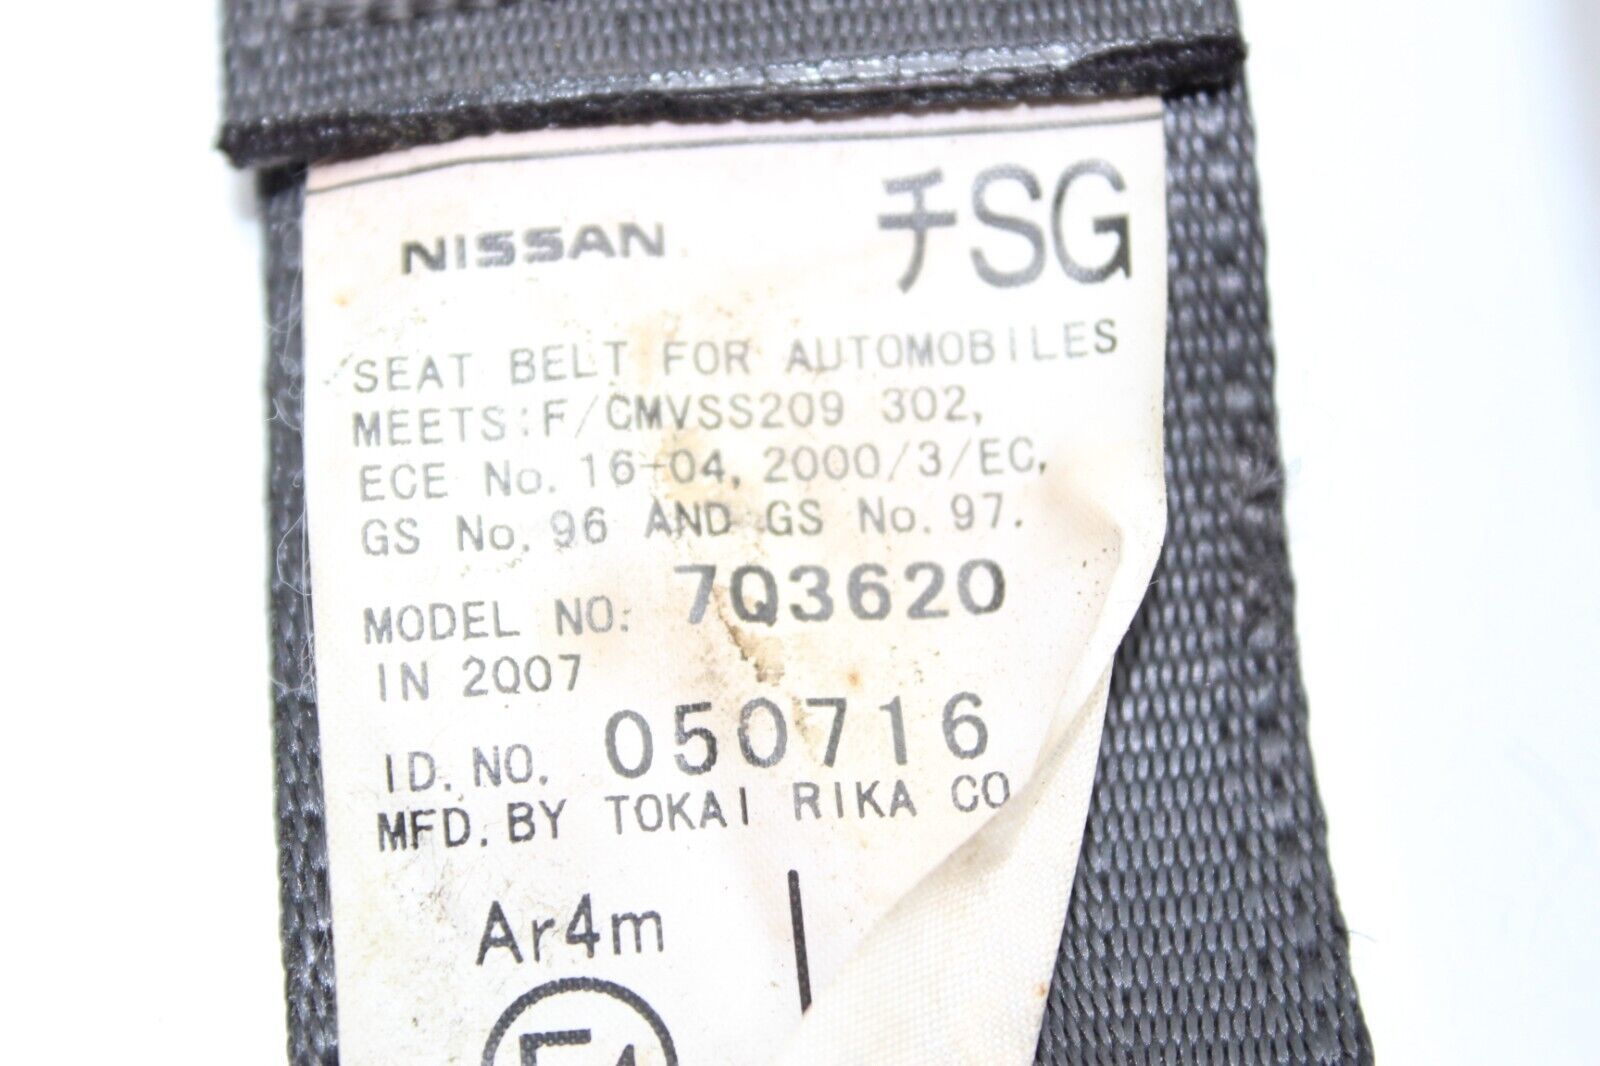 NISSAN チSG
SEAT BELT FOR AUTOMOBILES
MEETS:F/CMVSS209 302,
ECE No. 16-04, 2000/3/EC,
GS No. 96 AND GS No. 97.
MODEL NO: 7Q3620
IN 2007
ID. NO. 050716
MFD. BY TOKAI RIKA CO
Ar4m